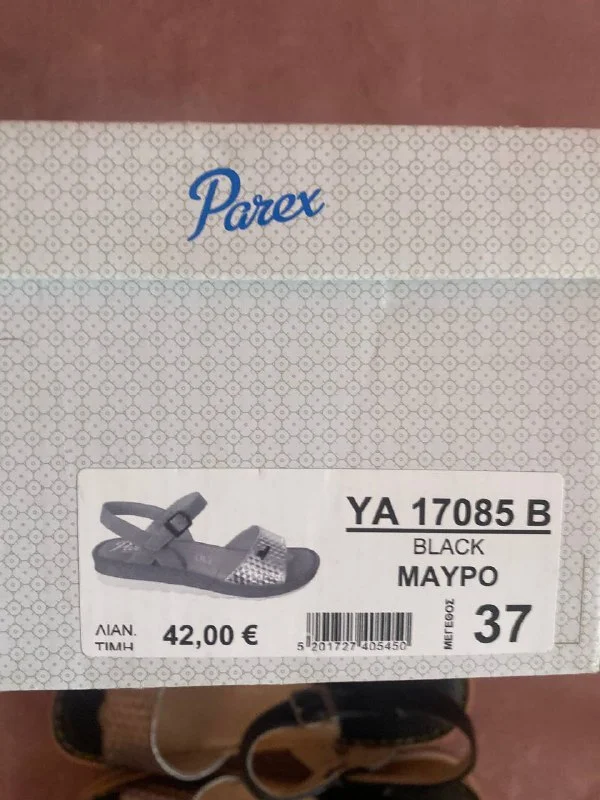 Parex
YA 17085 B
BLACK
ΜΑΥΡΟ
ΛΙΑΝ.
ΤΙΜΗ
42,00 €
5 201727 405450
ΜΕΓΕΘΟΣ
37